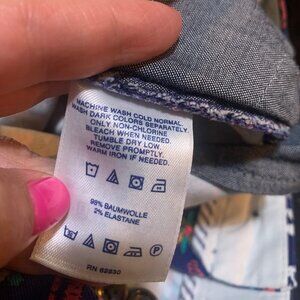 MACHINE WASH COLD NORMAL
WASH DARK COLORS SEPARATELY.
ONLY NON-CHLORINE
BLEACH WHEN NEEDED.
TUMBLE DRY LOW.
REMOVE PROMPTLY.
WARM IRON IF NEEDED.
98% BAUMWOLLE
2% ELASTANE
P
RN 62830